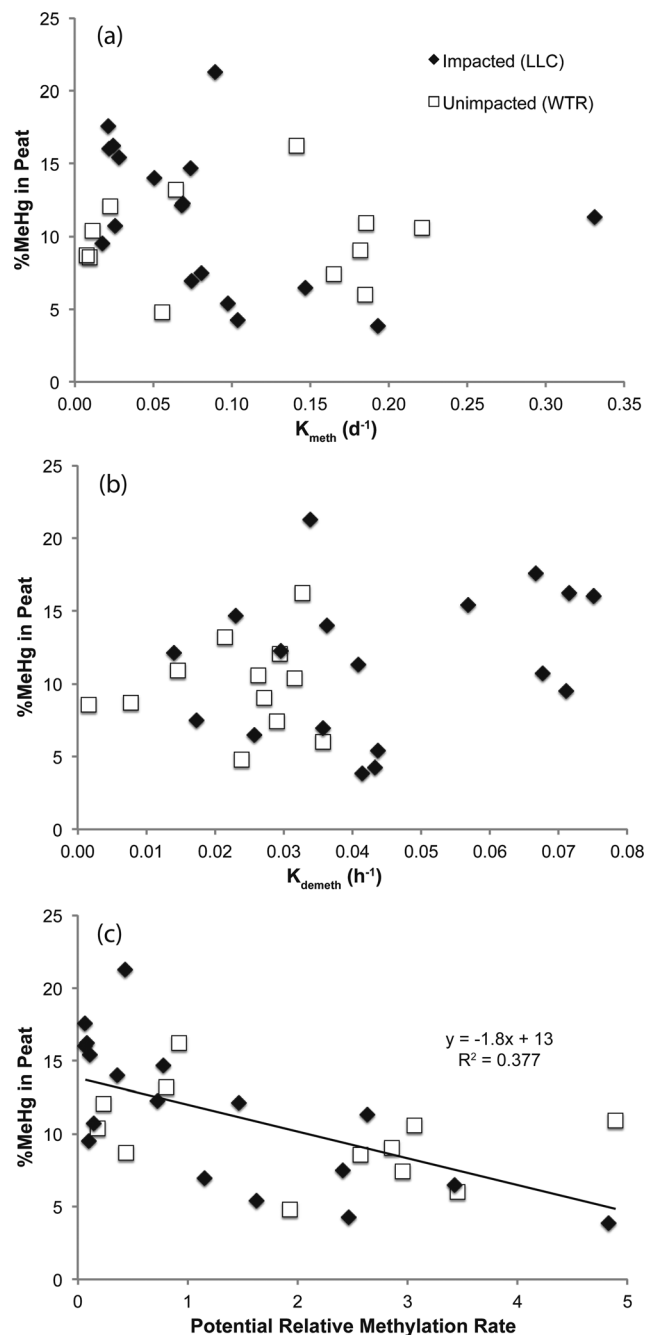 (a)
◆ Impacted (LLC)
□ Unimpacted (WTR)
%MeHg in Peat
25
20
15
10
5
0
0.00 0.05 0.10 0.15 0.20 0.25 0.30 0.35
K_meth (d⁻¹)
(b)
%MeHg in Peat
25
20
15
10
5
0
0.00 0.01 0.02 0.03 0.04 0.05 0.06 0.07 0.08
K_demeth (h⁻¹)
(c)
%MeHg in Peat
25
20
15
10
5
0
y = -1.8x + 13
R² = 0.377
0 1 2 3 4 5
Potential Relative Methylation Rate